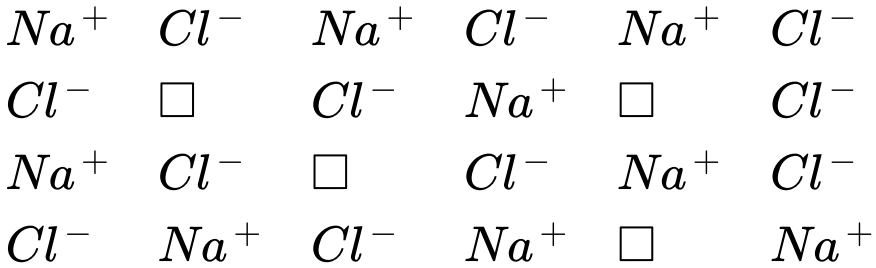 Na⁺ Cl⁻ Na⁺ Cl⁻ Na⁺ Cl⁻
Cl⁻ □ Cl⁻ Na⁺ □ Cl⁻
Na⁺ Cl⁻ □ Cl⁻ Na⁺ Cl⁻
Cl⁻ Na⁺ Cl⁻ Na⁺ □ Na⁺